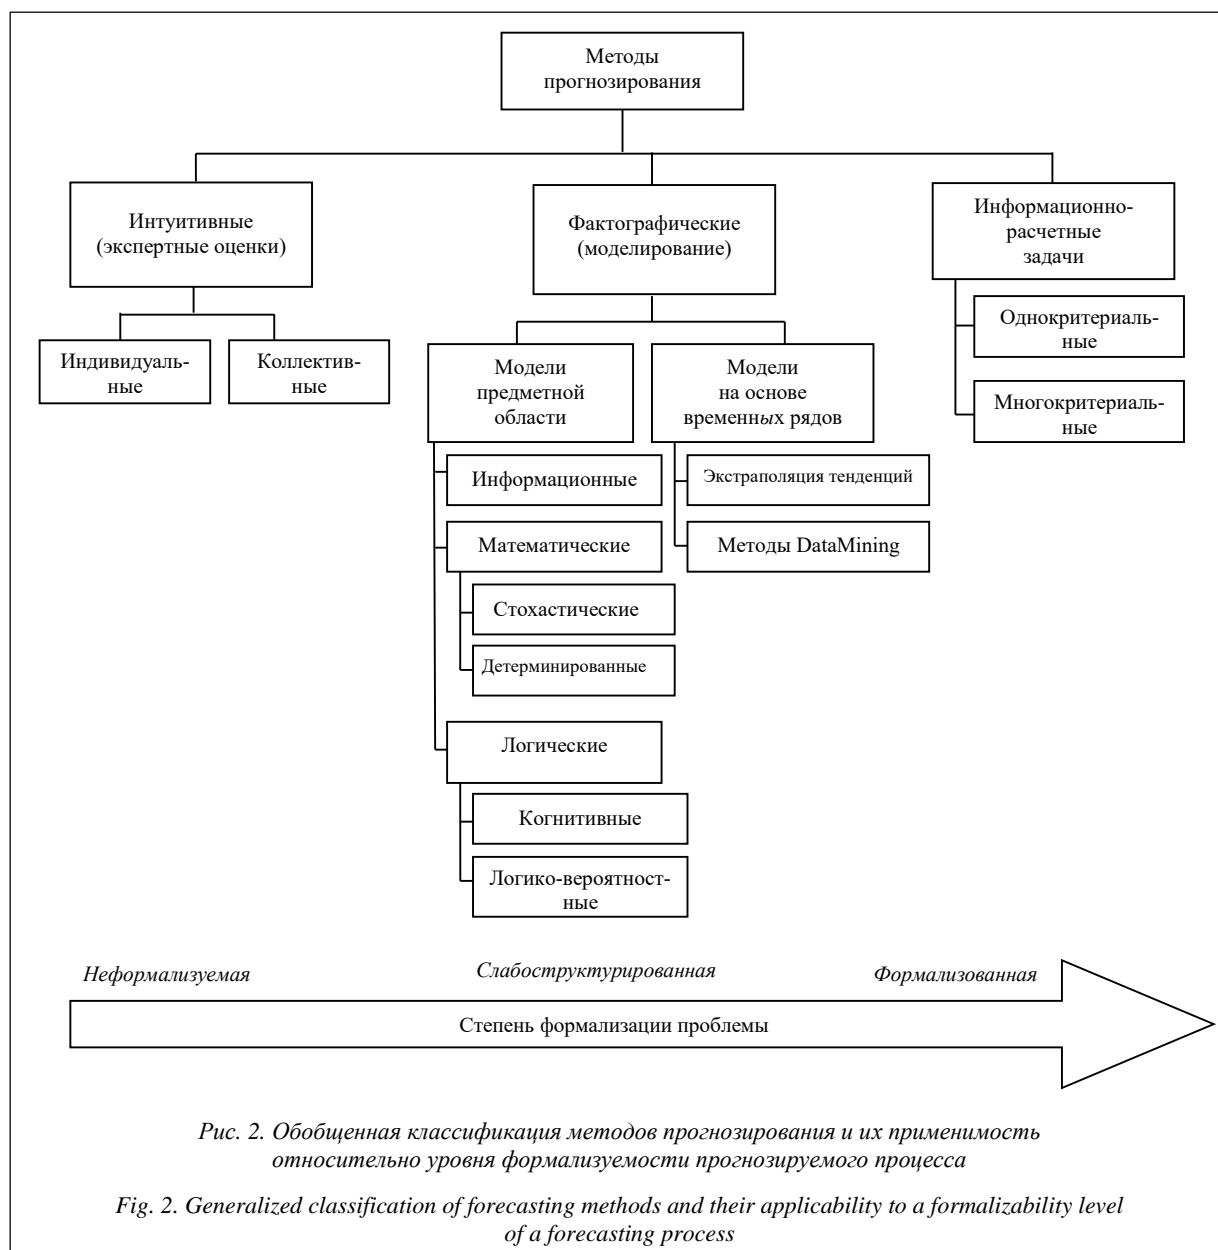 Методы
прогнозирования
Интуитивные
(экспертные оценки)
Фактографические
(моделирование)
Информационно-
расчетные
задачи
Индивидуаль-
ные
Коллектив-
ные
Модели
предметной
области
Модели
на основе
временных рядов
Однокритериаль-
ные
Многокритериаль-
ные
Информационные
Экстраполяция тенденций
Математические
Методы DataMining
Стохастические
Детерминированные
Логические
Когнитивные
Логико-вероятност-
ные
Неформализуемая
Слабоструктурированная
Формализованная
Степень формализации проблемы
Рис. 2. Обобщенная классификация методов прогнозирования и их применимость
относительно уровня формализуемости прогнозируемого процесса
Fig. 2. Generalized classification of forecasting methods and their applicability to a formalizability level
of a forecasting process